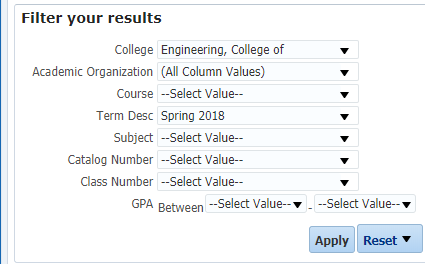 Filter your results
College Engineering, College of
Academic Organization (All Column Values)
Course --Select Value--
Term Desc Spring 2018
Subject --Select Value--
Catalog Number --Select Value--
Class Number --Select Value--
GPA Between --Select Value-- - --Select Value--
Apply Reset